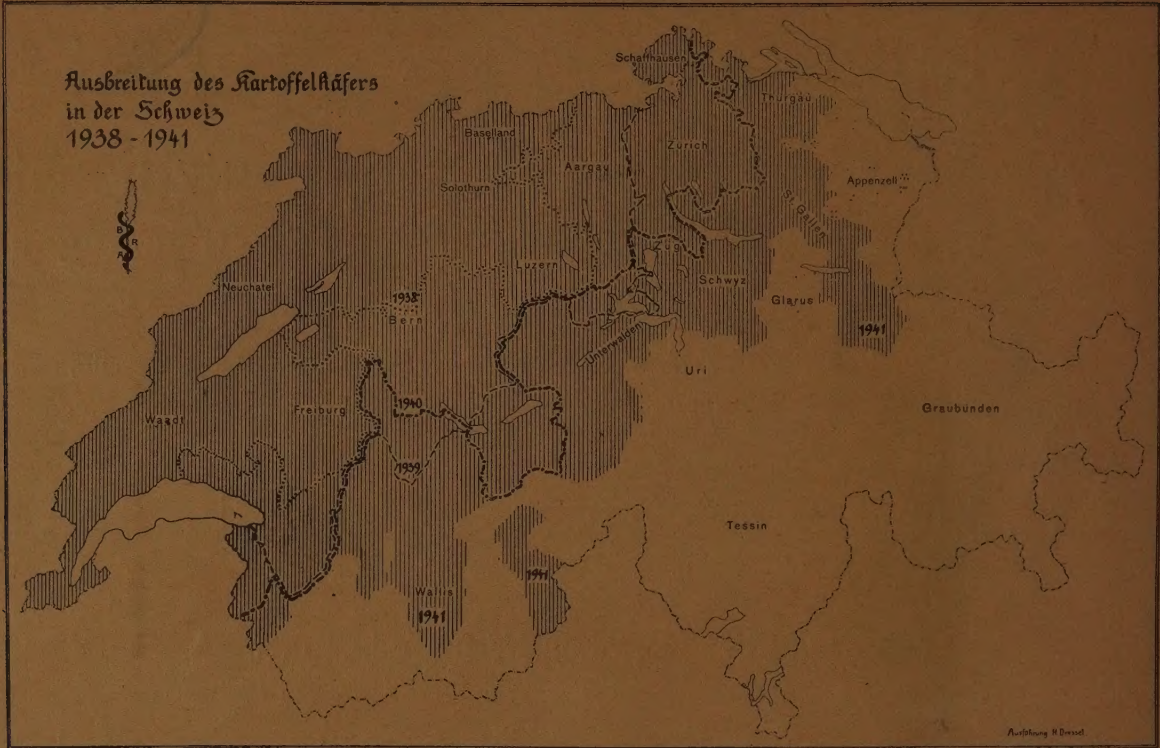 Ausbreitung des Kartoffelkäfers
in der Schweiz
1938 - 1941
B
R
A
Schaffhausen
Thurgau
Baselland
Zürich
Aargau
Solothurn
Appenzell
St. Gallen
Zug
Luzern
Schwyz
Neuchatel
1938
Bern
Glarus
1941
Unterwalden
Uri
1940
Freiburg
Graubünden
Waadt
1939
Tessin
1941
Wallis
1941
Ausführung H. Dressel